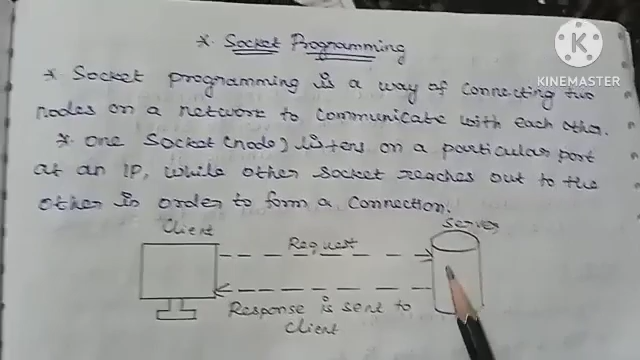 * Socket Programming
KINEMASTER
* Socket programming is a way of connecting two
nodes on a network to communicate with each other.
* one socket (node) listens on a particular port
at an IP, while other socket reaches out to the
other in order to form a connection.
Client
Server
Request
Response is sent to
Client